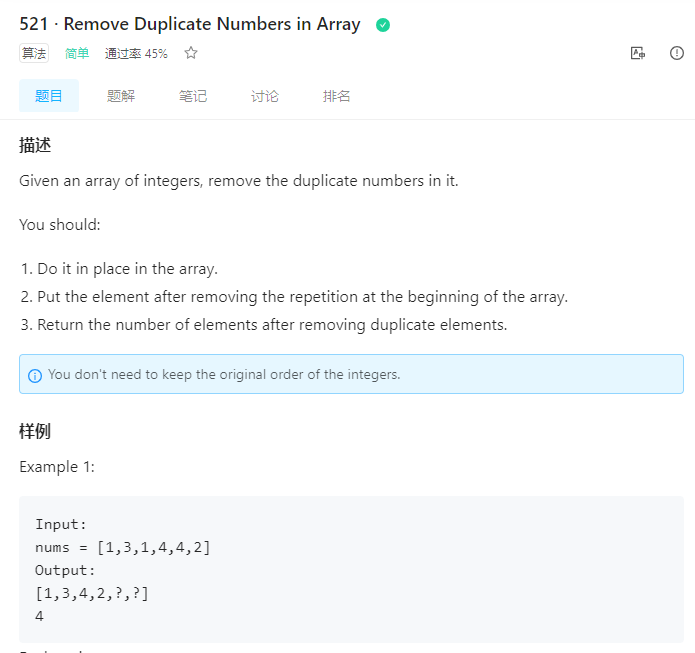 521 · Remove Duplicate Numbers in Array
算法 简单 通过率 45%
题目 题解 笔记 讨论 排名
描述
Given an array of integers, remove the duplicate numbers in it.
You should:
1. Do it in place in the array.
2. Put the element after removing the repetition at the beginning of the array.
3. Return the number of elements after removing duplicate elements.
You don't need to keep the original order of the integers.
样例
Example 1:
Input:
nums = [1,3,1,4,4,2]
Output:
[1,3,4,2,?,?]
4